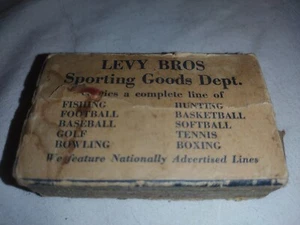 LEVY BROS
Sporting Goods Dept.
a complete line of
FISHING HUNTING
FOOTBALL BASKETBALL
BASEBALL SOFTBALL
GOLF TENNIS
BOWLING BOXING
We feature Nationally Advertised Lines